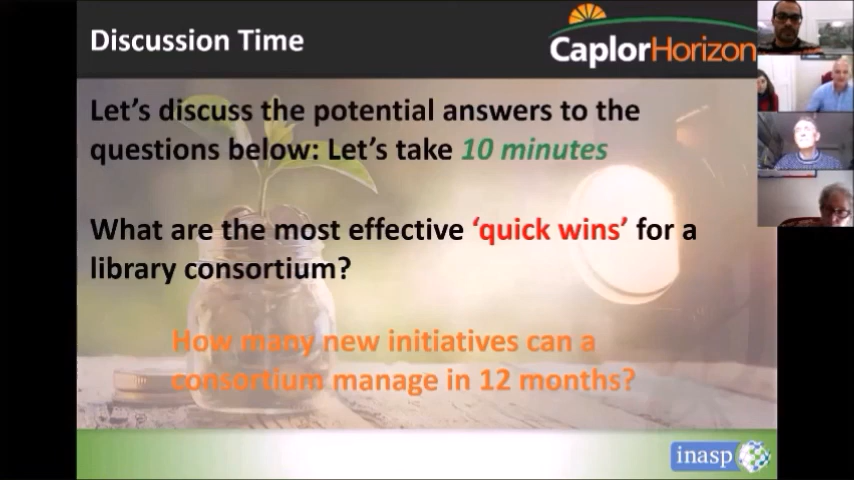 Discussion Time
CaplorHorizon
Let's discuss the potential answers to the
questions below: Let's take 10 minutes
What are the most effective 'quick wins' for a
library consortium?
How many new initiatives can a
consortium manage in 12 months?
inasp